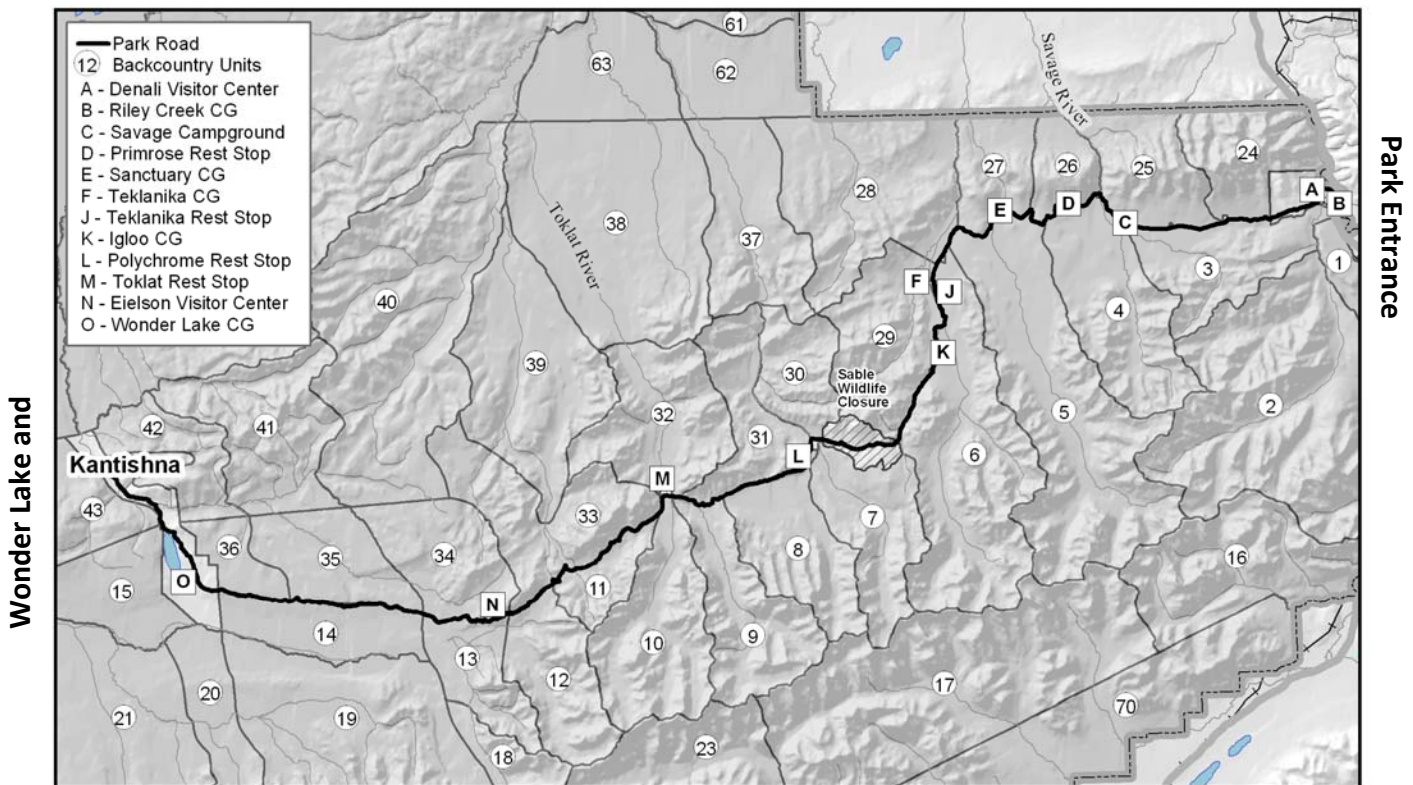 Park Road
12 Backcountry Units
A - Denali Visitor Center
B - Riley Creek CG
C - Savage Campground
D - Primrose Rest Stop
E - Sanctuary CG
F - Teklanika CG
J - Teklanika Rest Stop
K - Igloo CG
L - Polychrome Rest Stop
M - Toklat Rest Stop
N - Eielson Visitor Center
O - Wonder Lake CG
61
63
62
Savage River
Park Entrance
24
27
26
25
28
A
B
E
D
C
Toklat River
38
37
3
1
40
F
J
4
29
K
39
30
Sable
Wildlife
Closure
2
32
5
42
41
31
L
6
Wonder Lake and
Kantishna
M
43
33
7
36
35
34
8
16
O
15
11
N
14
10
9
13
12
20
17
21
19
70
18
23